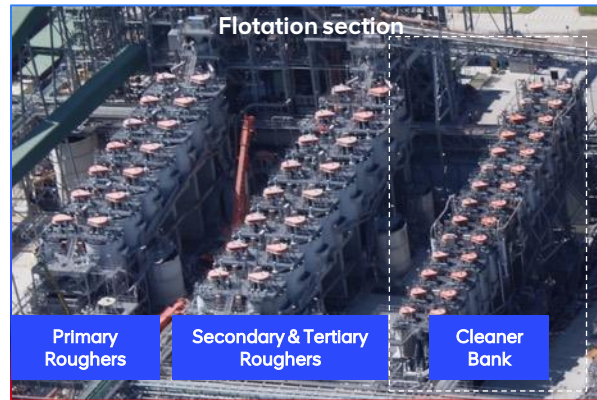 Flotation section
Primary
Roughers
Secondary & Tertiary
Roughers
Cleaner
Bank